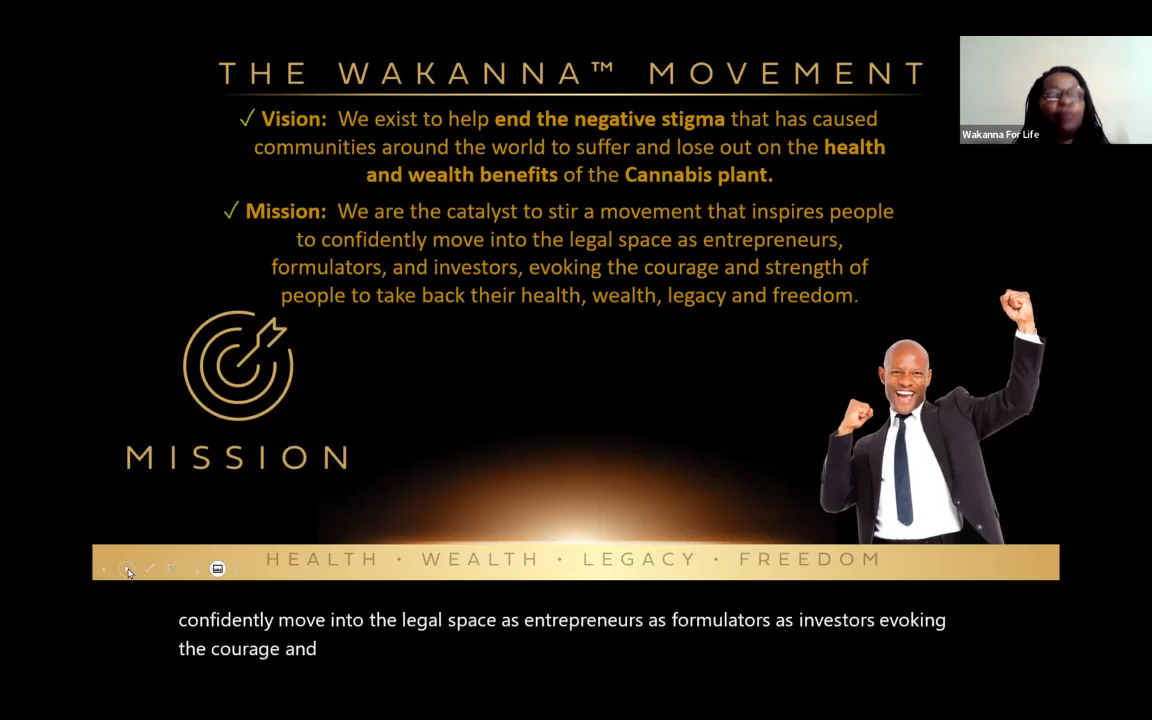 THE WAKANNA™ MOVEMENT
✓ Vision: We exist to help end the negative stigma that has caused
communities around the world to suffer and lose out on the health
and wealth benefits of the Cannabis plant.
✓ Mission: We are the catalyst to stir a movement that inspires people
to confidently move into the legal space as entrepreneurs,
formulators, and investors, evoking the courage and strength of
people to take back their health, wealth, legacy and freedom.
Wakanna For Life
MISSION
HEALTH • WEALTH • LEGACY • FREEDOM
confidently move into the legal space as entrepreneurs as formulators as investors evoking
the courage and